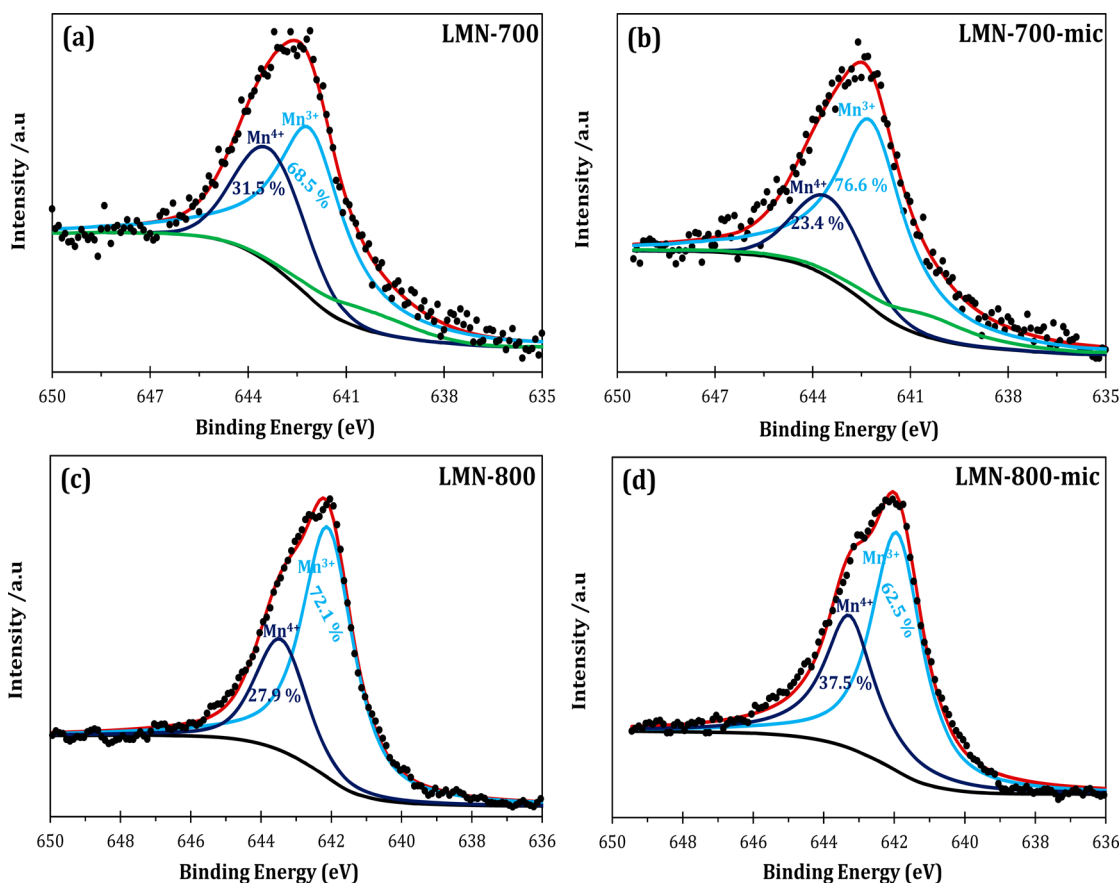 (a) LMN-700
Intensity /a.u
Mn4+
Mn3+
31.5 %
68.5 %
650 647 644 641 638 635
Binding Energy (eV)
(b) LMN-700-mic
Intensity /a.u
Mn4+
Mn3+
23.4 %
76.6 %
650 647 644 641 638 635
Binding Energy (eV)
(c) LMN-800
Intensity /a.u
Mn4+
Mn3+
27.9 %
72.1 %
650 648 646 644 642 640 638 636
Binding Energy (eV)
(d) LMN-800-mic
Intensity /a.u
Mn4+
Mn3+
37.5 %
62.5 %
650 648 646 644 642 640 638 636
Binding Energy (eV)